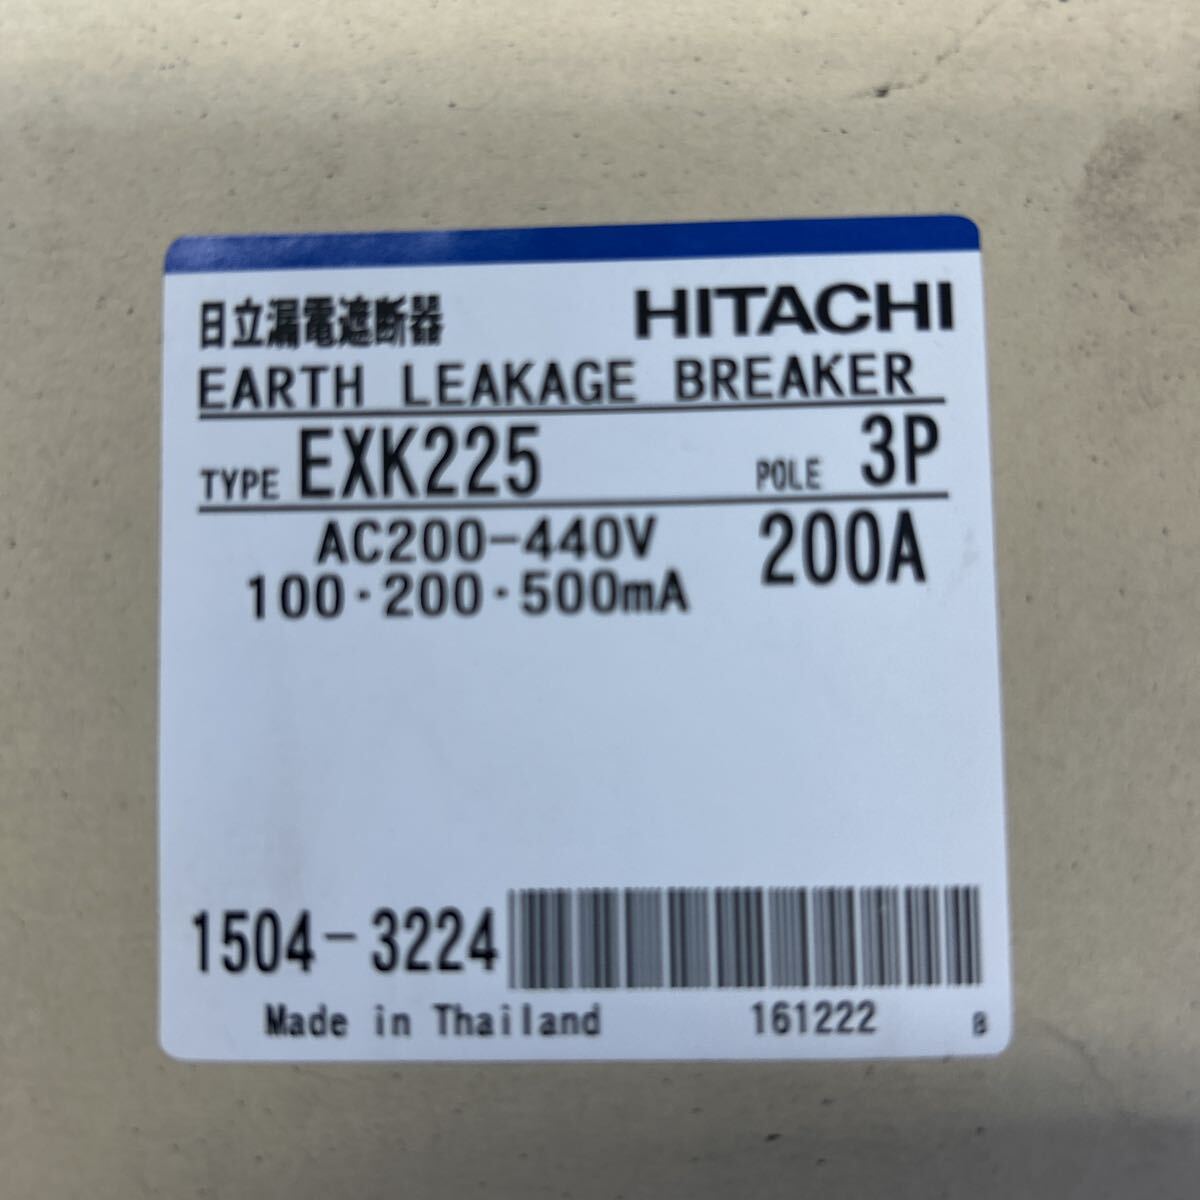 日立漏電遮断器 HITACHI
EARTH LEAKAGE BREAKER
TYPE EXK225 POLE 3P
AC200-440V 200A
100·200·500mA
1504-3224
Made in Thailand 161222 B